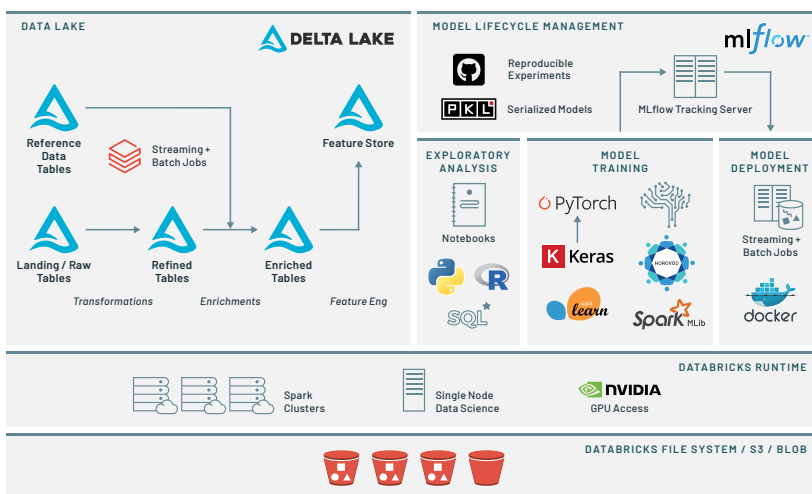 DATA LAKE
DELTA LAKE
Reference
Data
Tables
Streaming +
Batch Jobs
Feature Store
Landing / Raw
Tables
Refined
Tables
Enriched
Tables
Transformations
Enrichments
Feature Eng
MODEL LIFECYCLE MANAGEMENT
mlflow
Reproducible
Experiments
PKL
Serialized Models
MLflow Tracking Server
EXPLORATORY
ANALYSIS
Notebooks
R
SQL
MODEL
TRAINING
PyTorch
K Keras
HOROVOD
scikit
learn
Spark MLlib
MODEL
DEPLOYMENT
Streaming +
Batch Jobs
docker
DATABRICKS RUNTIME
Spark
Clusters
Single Node
Data Science
NVIDIA
GPU Access
DATABRICKS FILE SYSTEM / S3 / BLOB